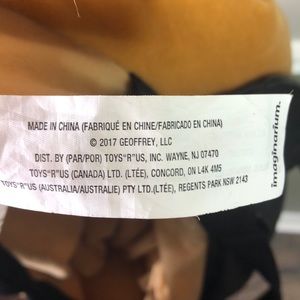 MADE IN CHINA (FABRIQUÉ EN CHINE/FABRICADO EN CHINA)
© 2017 GEOFFREY, LLC
DIST. BY (PAR/POR) TOYS"R"US, INC. WAYNE, NJ 07470
TOYS"R"US (CANADA) LTD. (LTÉE), CONCORD, ON L4K 4M5
TOYS"R"US (AUSTRALIA/AUSTRALIE) PTY LTD.(LTÉE), REGENTS PARK NSW 2143
imaginarium.